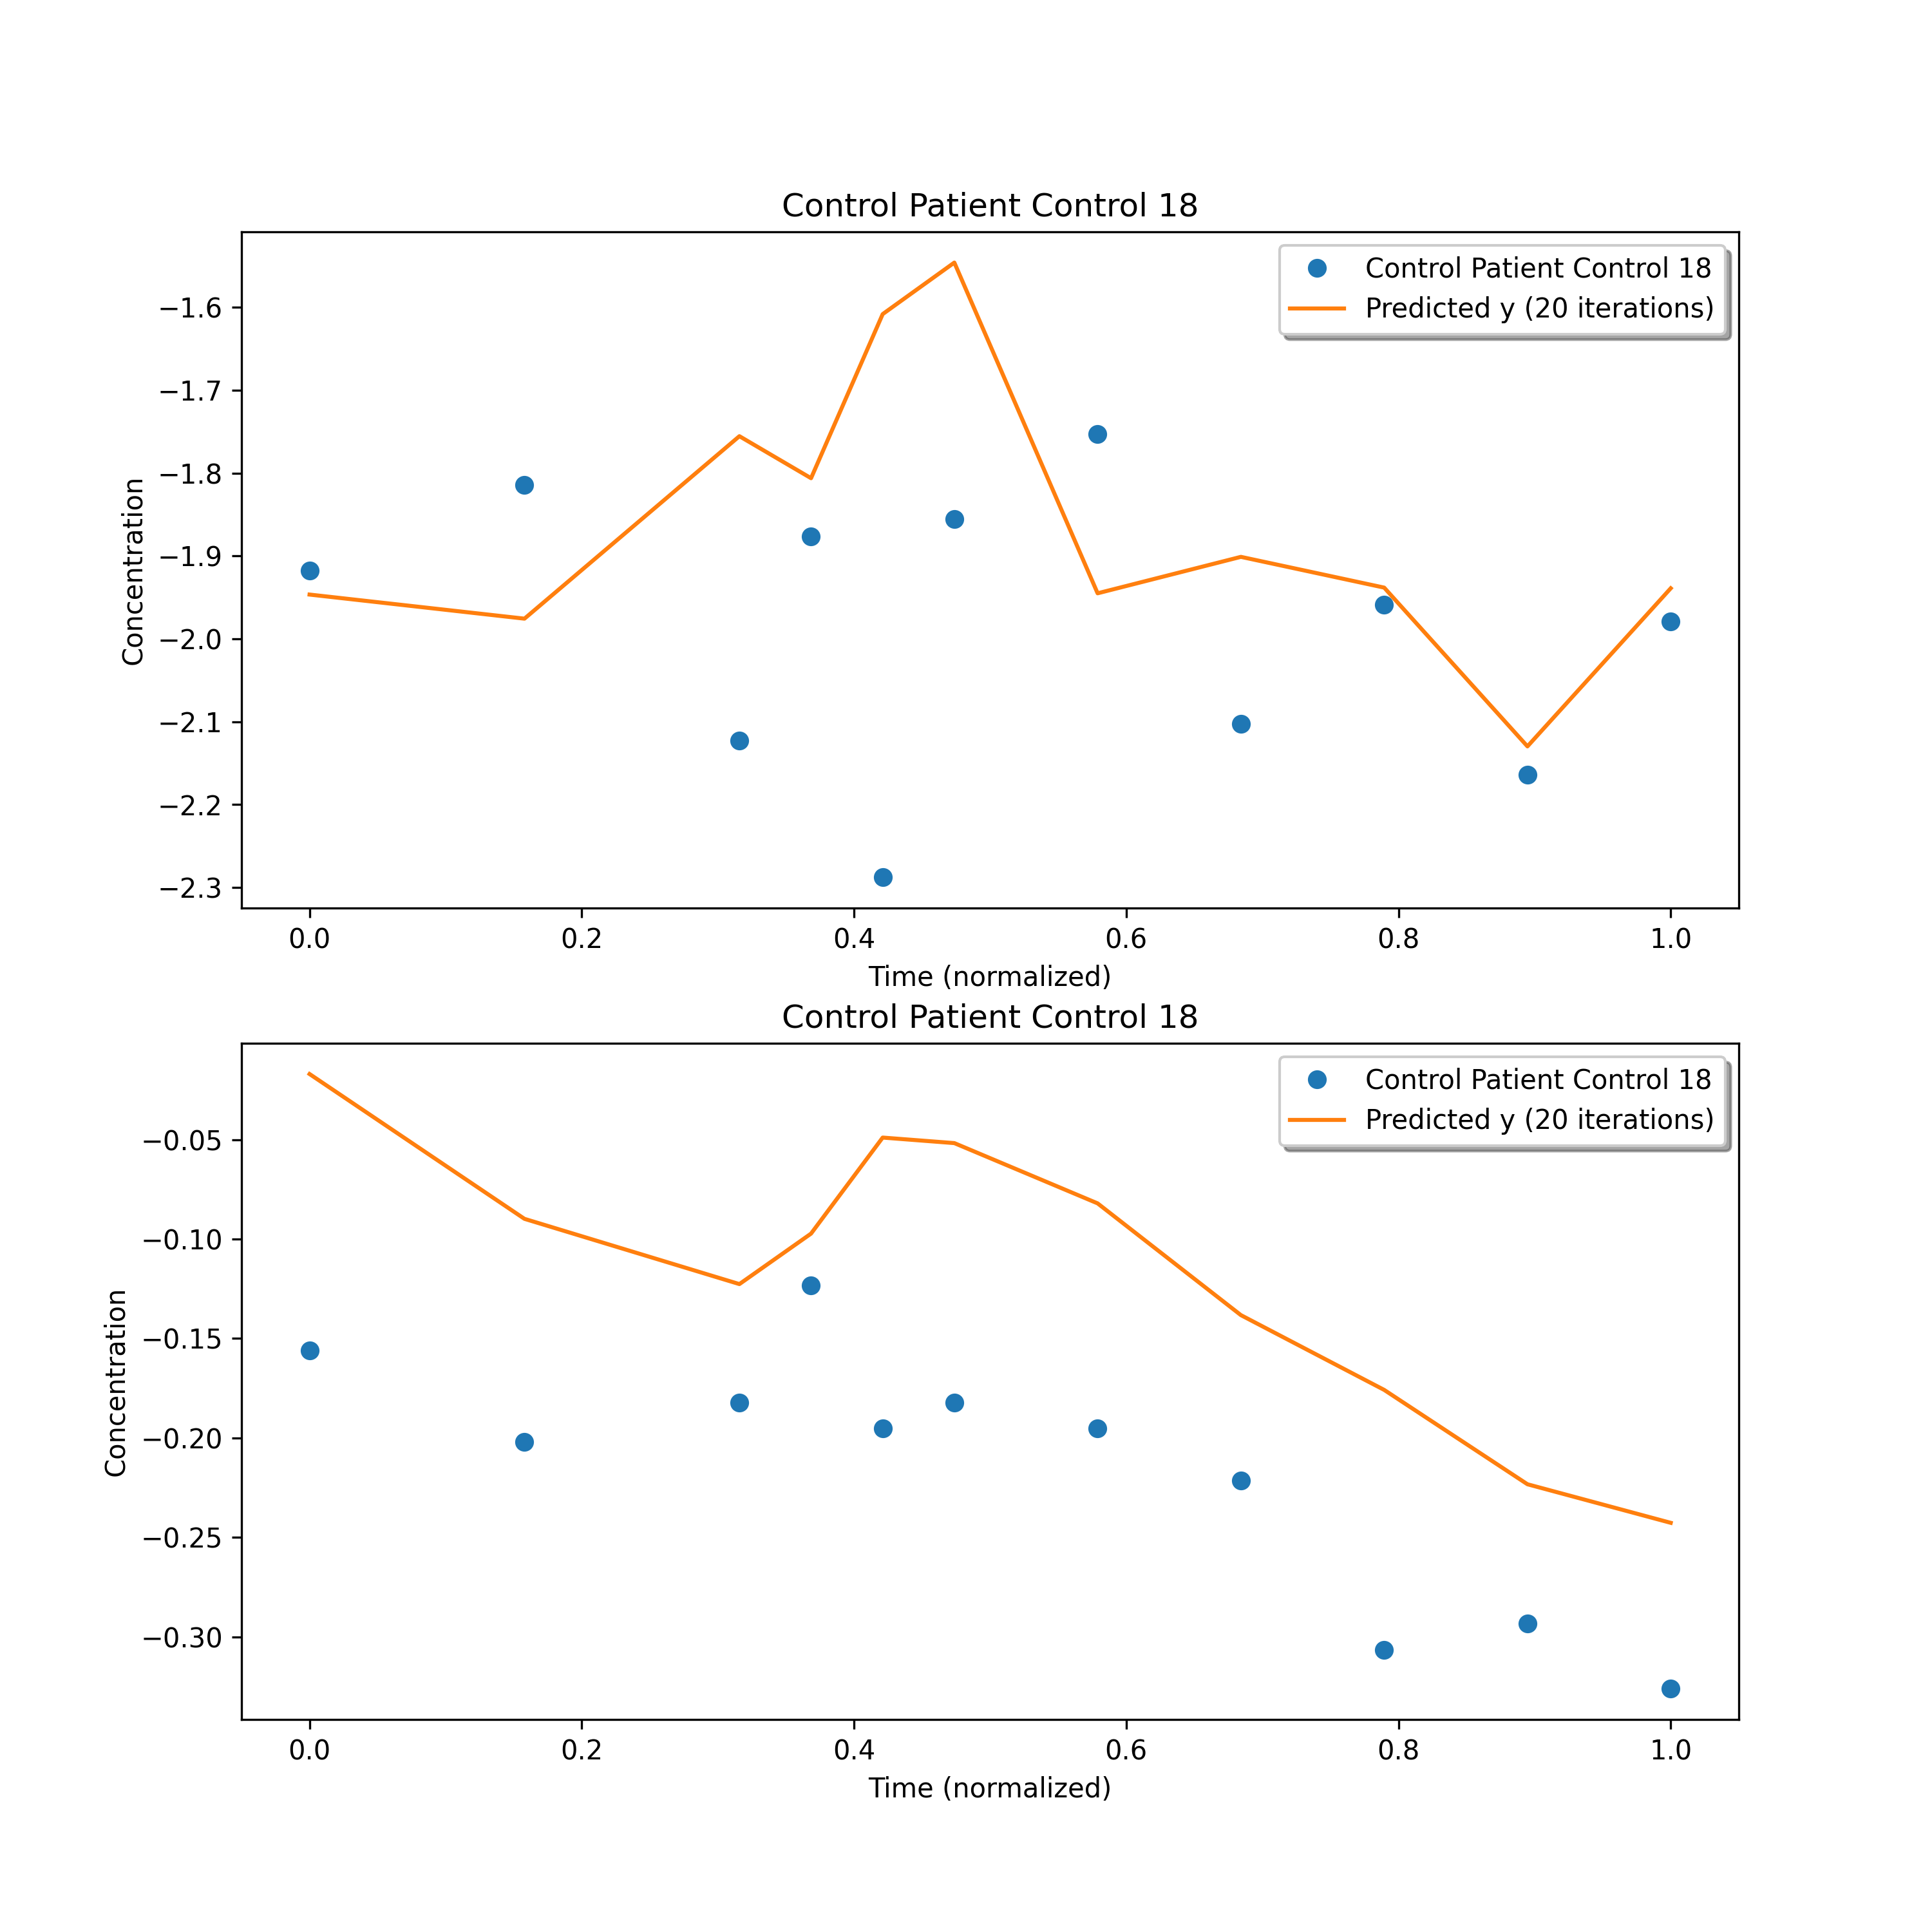 Control Patient Control 18
Control Patient Control 18
Predicted y (20 iterations)
−1.6
−1.7
−1.8
−1.9
−2.0
−2.1
−2.2
−2.3
Concentration
0.0 0.2 0.4 0.6 0.8 1.0
Time (normalized)
Control Patient Control 18
Control Patient Control 18
Predicted y (20 iterations)
−0.05
−0.10
−0.15
−0.20
−0.25
−0.30
Concentration
0.0 0.2 0.4 0.6 0.8 1.0
Time (normalized)